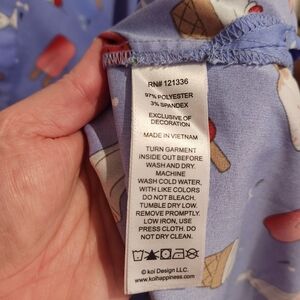 RN# 121336
97% POLYESTER
3% SPANDEX
EXCLUSIVE OF
DECORATION
MADE IN VIETNAM
TURN GARMENT
INSIDE OUT BEFORE
WASH AND DRY.
MACHINE
WASH COLD WATER,
WITH LIKE COLORS
DO NOT BLEACH.
TUMBLE DRY LOW.
REMOVE PROMPTLY.
LOW IRON, USE
PRESS CLOTH. DO
NOT DRY CLEAN.
© koi Design LLC.
www.koihappiness.com